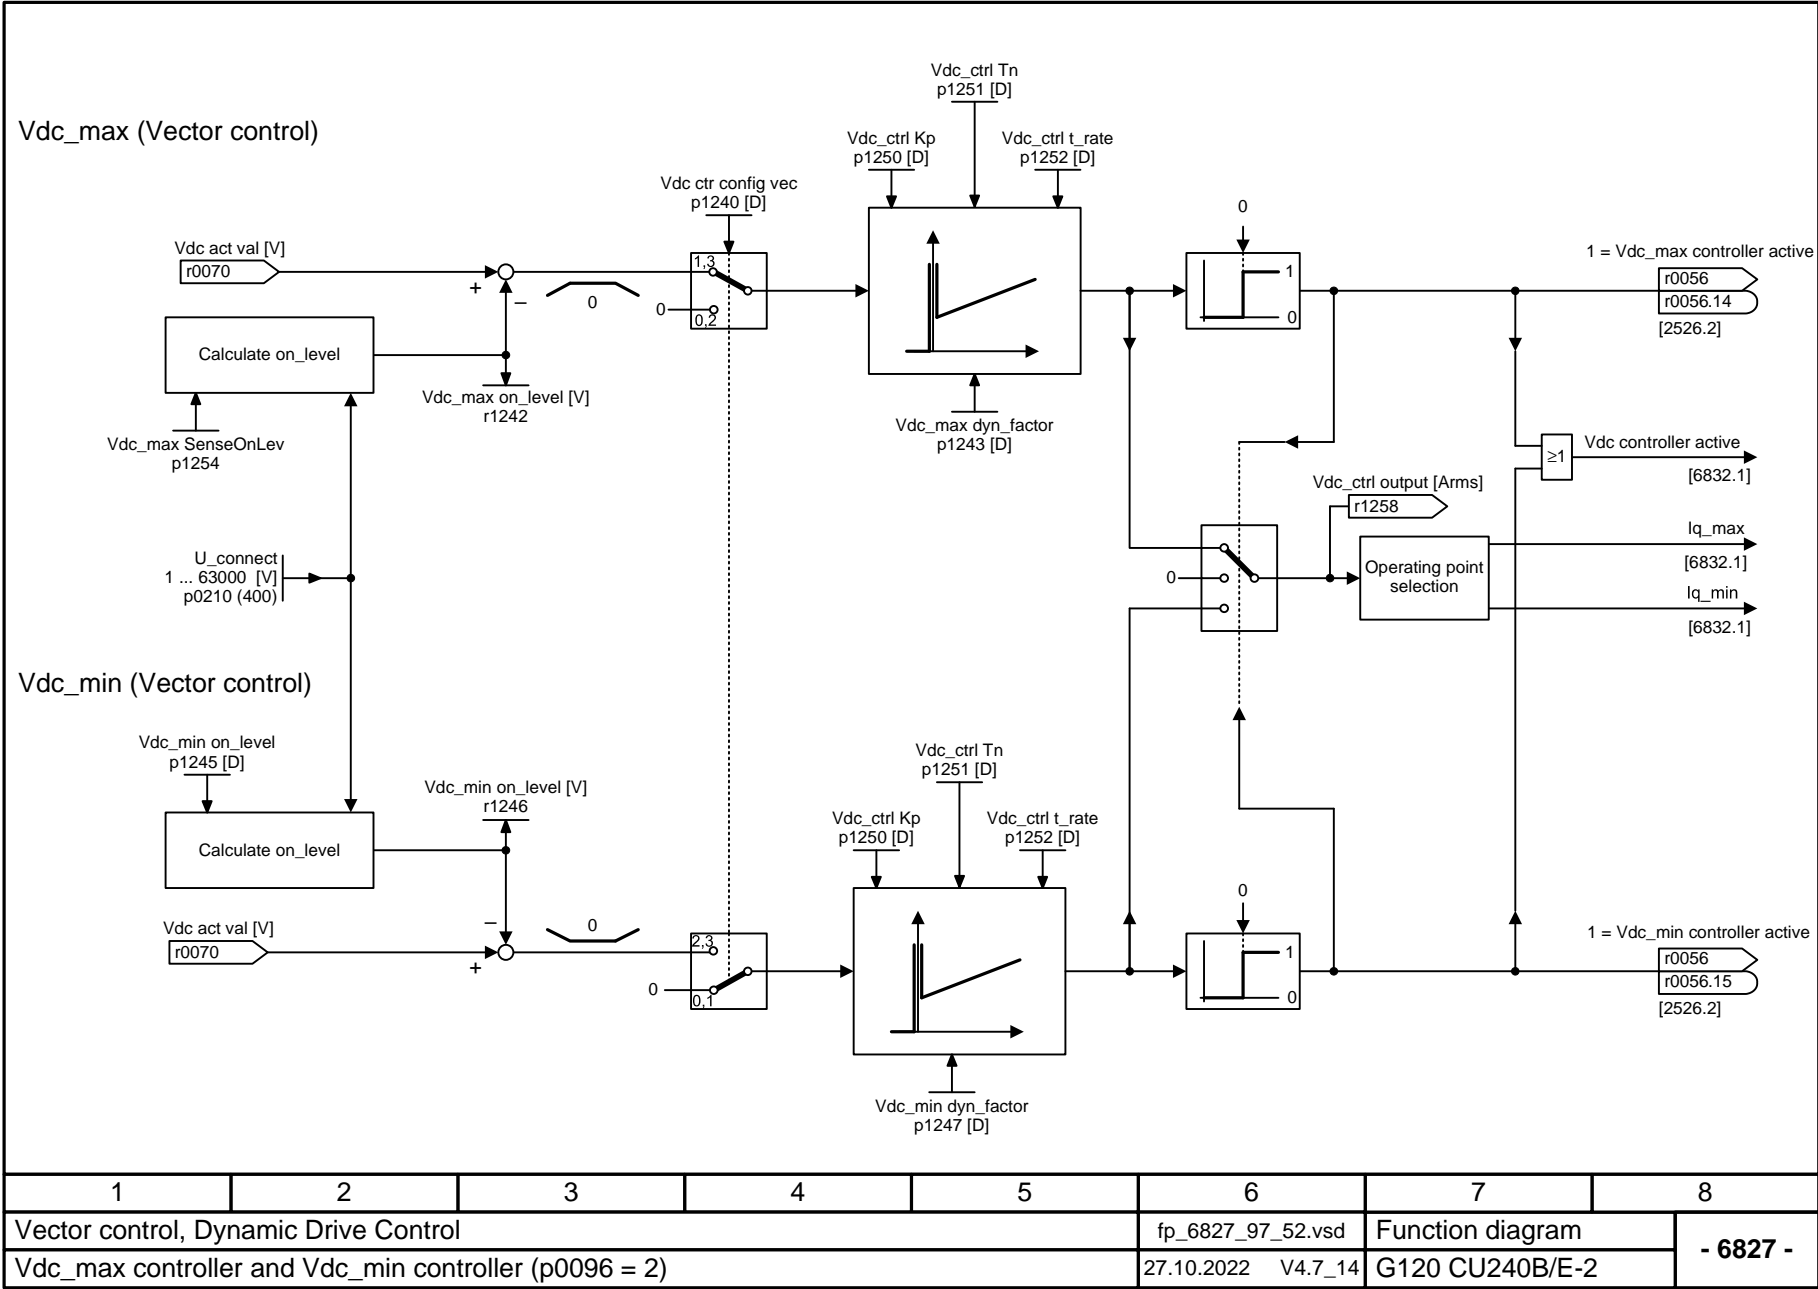 Vdc_max (Vector control)
Vdc_ctrl Tn
p1251 [D]
Vdc_ctrl Kp
p1250 [D]
Vdc_ctrl t_rate
p1252 [D]
Vdc ctr config vec
p1240 [D]
Vdc act val [V]
r0070
+
–
0
1,3
0
0,2
0
1
0
1 = Vdc_max controller active
r0056
r0056.14
[2526.2]
Calculate on_level
Vdc_max on_level [V]
r1242
Vdc_max SenseOnLev
p1254
Vdc_max dyn_factor
p1243 [D]
≥1
Vdc controller active
[6832.1]
Vdc_ctrl output [Arms]
r1258
U_connect
1 ... 63000 [V]
p0210 (400)
0
Operating point
selection
Iq_max
[6832.1]
Iq_min
[6832.1]
Vdc_min (Vector control)
Vdc_min on_level
p1245 [D]
Vdc_min on_level [V]
r1246
Vdc_ctrl Tn
p1251 [D]
Vdc_ctrl Kp
p1250 [D]
Vdc_ctrl t_rate
p1252 [D]
Calculate on_level
Vdc act val [V]
r0070
–
+
0
2,3
0
0,1
0
1
0
1 = Vdc_min controller active
r0056
r0056.15
[2526.2]
Vdc_min dyn_factor
p1247 [D]
1 2 3 4 5 6 7 8
Vector control, Dynamic Drive Control
fp_6827_97_52.vsd
Function diagram
- 6827 -
Vdc_max controller and Vdc_min controller (p0096 = 2)
27.10.2022 V4.7_14
G120 CU240B/E-2